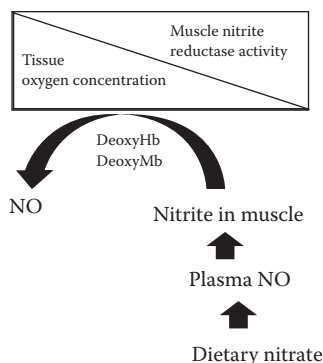 Muscle nitrite
reductase activity
Tissue
oxygen concentration
DeoxyHb
DeoxyMb
NO
Nitrite in muscle
Plasma NO
Dietary nitrate